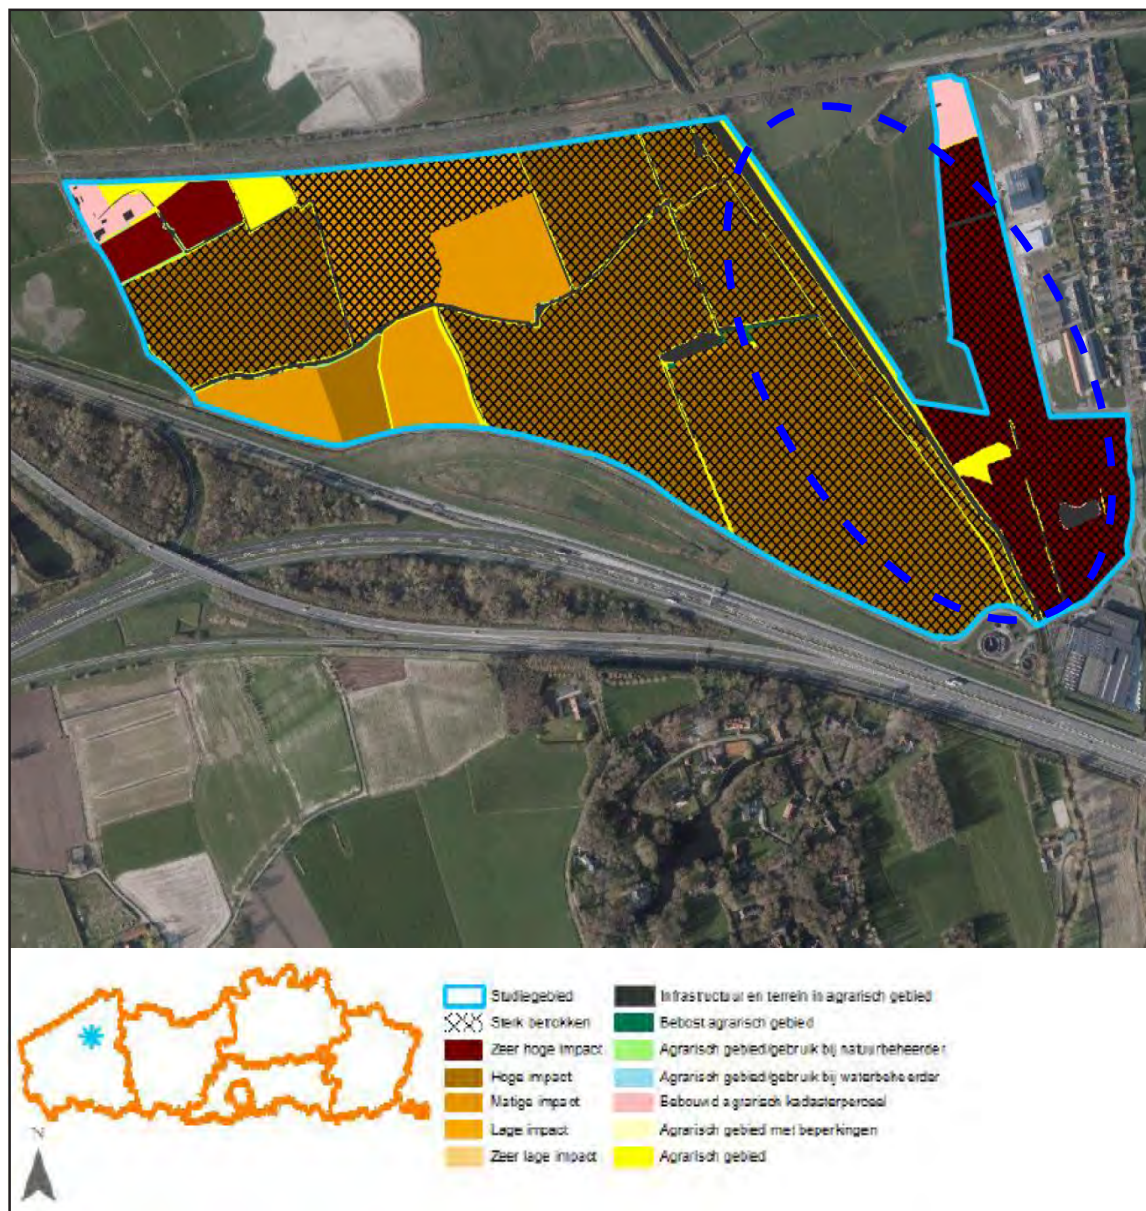 Studiegebied
Sterk betrokken
Zeer hoge impact
Hoge impact
Matige impact
Lage impact
Zeer lage impact
Infrastructuur en terrein in agrarisch gebied
Bebost agrarisch gebied
Agrarisch gebied/gebruik bij natuurbeheerder
Agrarisch gebied/gebruik bij waterbeheerder
Bebouwd agrarisch kadasterperceel
Agrarisch gebied met beperkingen
Agrarisch gebied
N